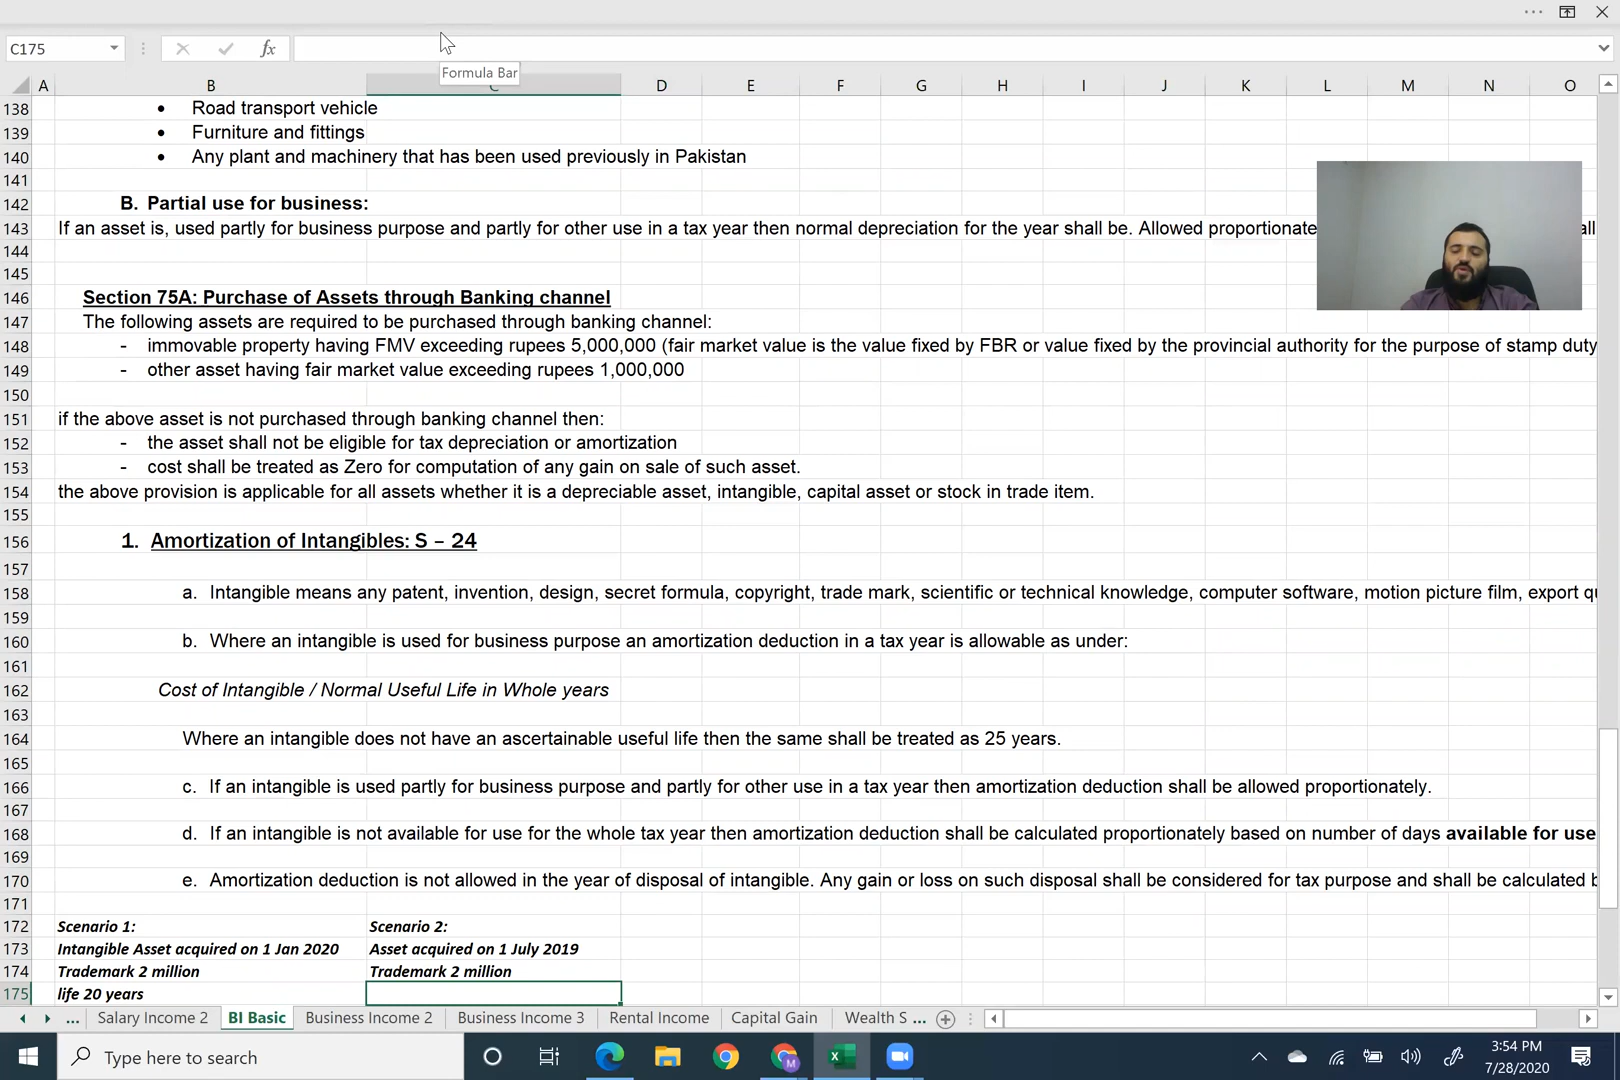 C175
fx
Formula Bar
A B C D E F G H I J K L M N O
138 • Road transport vehicle
139 • Furniture and fittings
140 • Any plant and machinery that has been used previously in Pakistan
141
142 B. Partial use for business:
143 If an asset is, used partly for business purpose and partly for other use in a tax year then normal depreciation for the year shall be. Allowed proportionate all
144
145
146 Section 75A: Purchase of Assets through Banking channel
147 The following assets are required to be purchased through banking channel:
148 - immovable property having FMV exceeding rupees 5,000,000 (fair market value is the value fixed by FBR or value fixed by the provincial authority for the purpose of stamp duty
149 - other asset having fair market value exceeding rupees 1,000,000
150
151 if the above asset is not purchased through banking channel then:
152 - the asset shall not be eligible for tax depreciation or amortization
153 - cost shall be treated as Zero for computation of any gain on sale of such asset.
154 the above provision is applicable for all assets whether it is a depreciable asset, intangible, capital asset or stock in trade item.
155
156 1. Amortization of Intangibles: S – 24
157
158 a. Intangible means any patent, invention, design, secret formula, copyright, trade mark, scientific or technical knowledge, computer software, motion picture film, export qu
159
160 b. Where an intangible is used for business purpose an amortization deduction in a tax year is allowable as under:
161
162 Cost of Intangible / Normal Useful Life in Whole years
163
164 Where an intangible does not have an ascertainable useful life then the same shall be treated as 25 years.
165
166 c. If an intangible is used partly for business purpose and partly for other use in a tax year then amortization deduction shall be allowed proportionately.
167
168 d. If an intangible is not available for use for the whole tax year then amortization deduction shall be calculated proportionately based on number of days available for use
169
170 e. Amortization deduction is not allowed in the year of disposal of intangible. Any gain or loss on such disposal shall be considered for tax purpose and shall be calculated b
171
172 Scenario 1: Scenario 2:
173 Intangible Asset acquired on 1 Jan 2020 Asset acquired on 1 July 2019
174 Trademark 2 million Trademark 2 million
175 life 20 years
... Salary Income 2 BI Basic Business Income 2 Business Income 3 Rental Income Capital Gain Wealth S ...
Type here to search
3:54 PM
7/28/2020